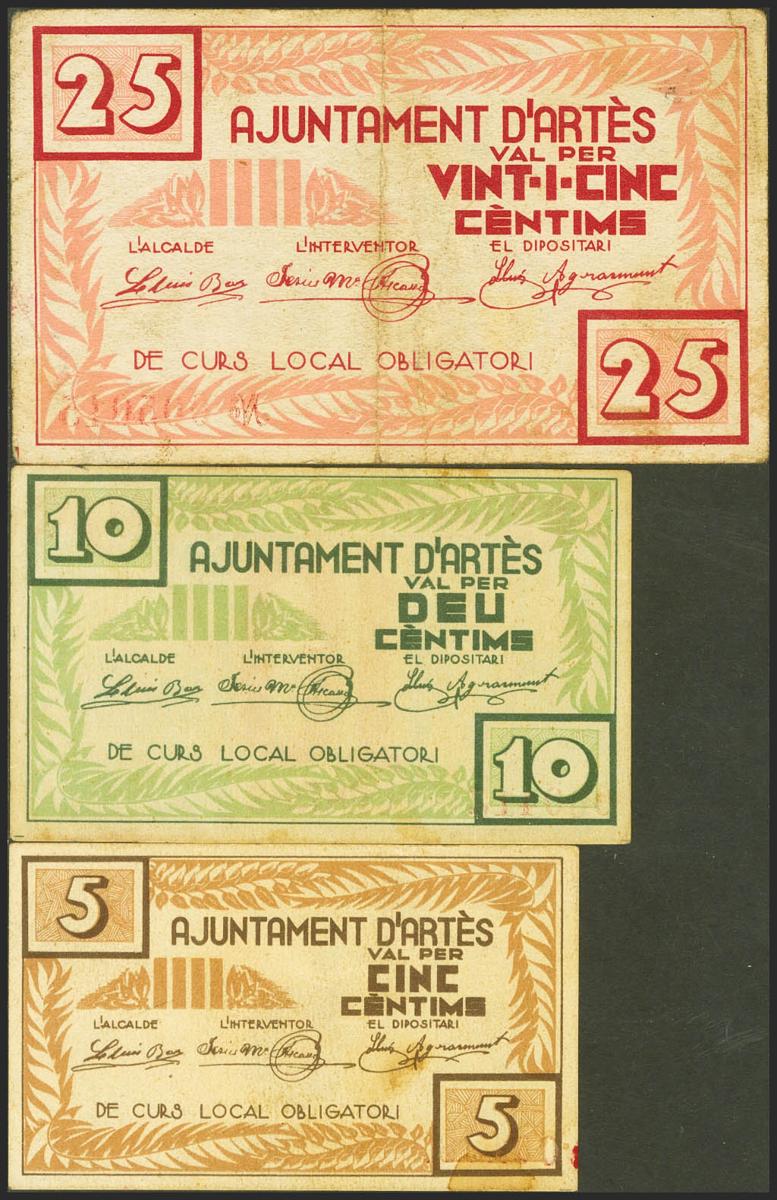 25
AJUNTAMENT D'ARTÈS
VAL PER
VINT-I-CINC
CÈNTIMS
L'ALCALDE L'INTERVENTOR EL DIPOSITARI
DE CURS LOCAL OBLIGATORI
25
10
AJUNTAMENT D'ARTÈS
VAL PER
DEU
CÈNTIMS
L'ALCALDE L'INTERVENTOR EL DIPOSITARI
DE CURS LOCAL OBLIGATORI
10
5
AJUNTAMENT D'ARTÈS
VAL PER
CINC
CÈNTIMS
L'ALCALDE L'INTERVENTOR EL DIPOSITARI
DE CURS LOCAL OBLIGATORI
5